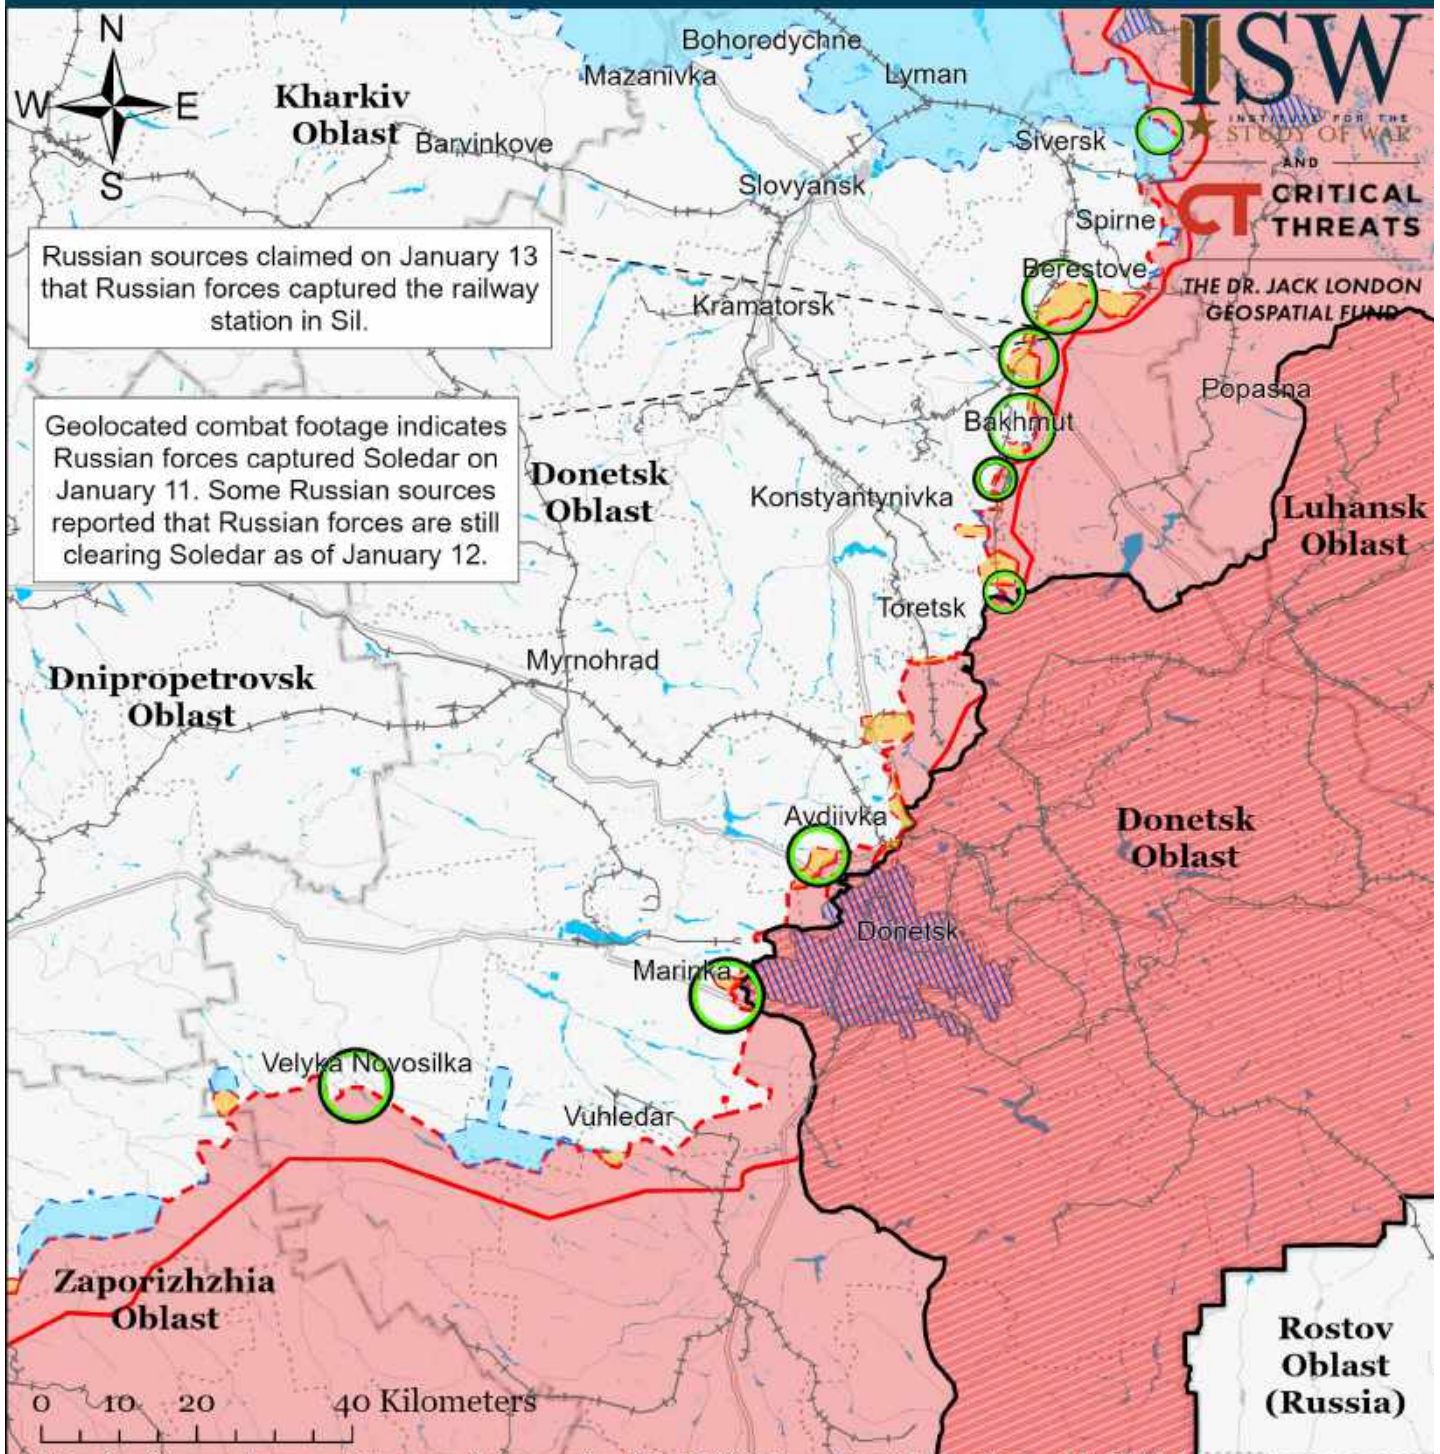 N
W
E
S
Kharkiv
Oblast
Bohorodychne
Mazanivka
Lyman
Barvinkove
Siversk
Slovyansk
Spirne
ISW
INSTITUTE FOR THE
STUDY OF WAR
AND
CT CRITICAL
THREATS
THE DR. JACK LONDON
GEOSPATIAL FUND
Russian sources claimed on January 13
that Russian forces captured the railway
station in Sil.
Berestove
Kramatorsk
Popasna
Bakhmut
Geolocated combat footage indicates
Russian forces captured Soledar on
January 11. Some Russian sources
reported that Russian forces are still
clearing Soledar as of January 12.
Donetsk
Oblast
Konstyantynivka
Luhansk
Oblast
Toretsk
Myrnohrad
Dnipropetrovsk
Oblast
Avdiivka
Donetsk
Oblast
Donetsk
Marinka
Velyka Novosilka
Vuhledar
Zaporizhzhia
Oblast
Rostov
Oblast
(Russia)
0 10 20 40 Kilometers